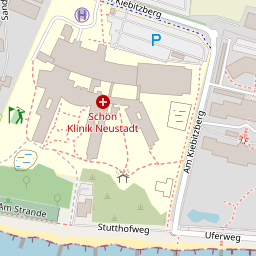 Kiebitzberg
P
Schön
Klinik Neustadt
Am Kiebitzberg
Am Strande
Stutthofweg
Uferweg